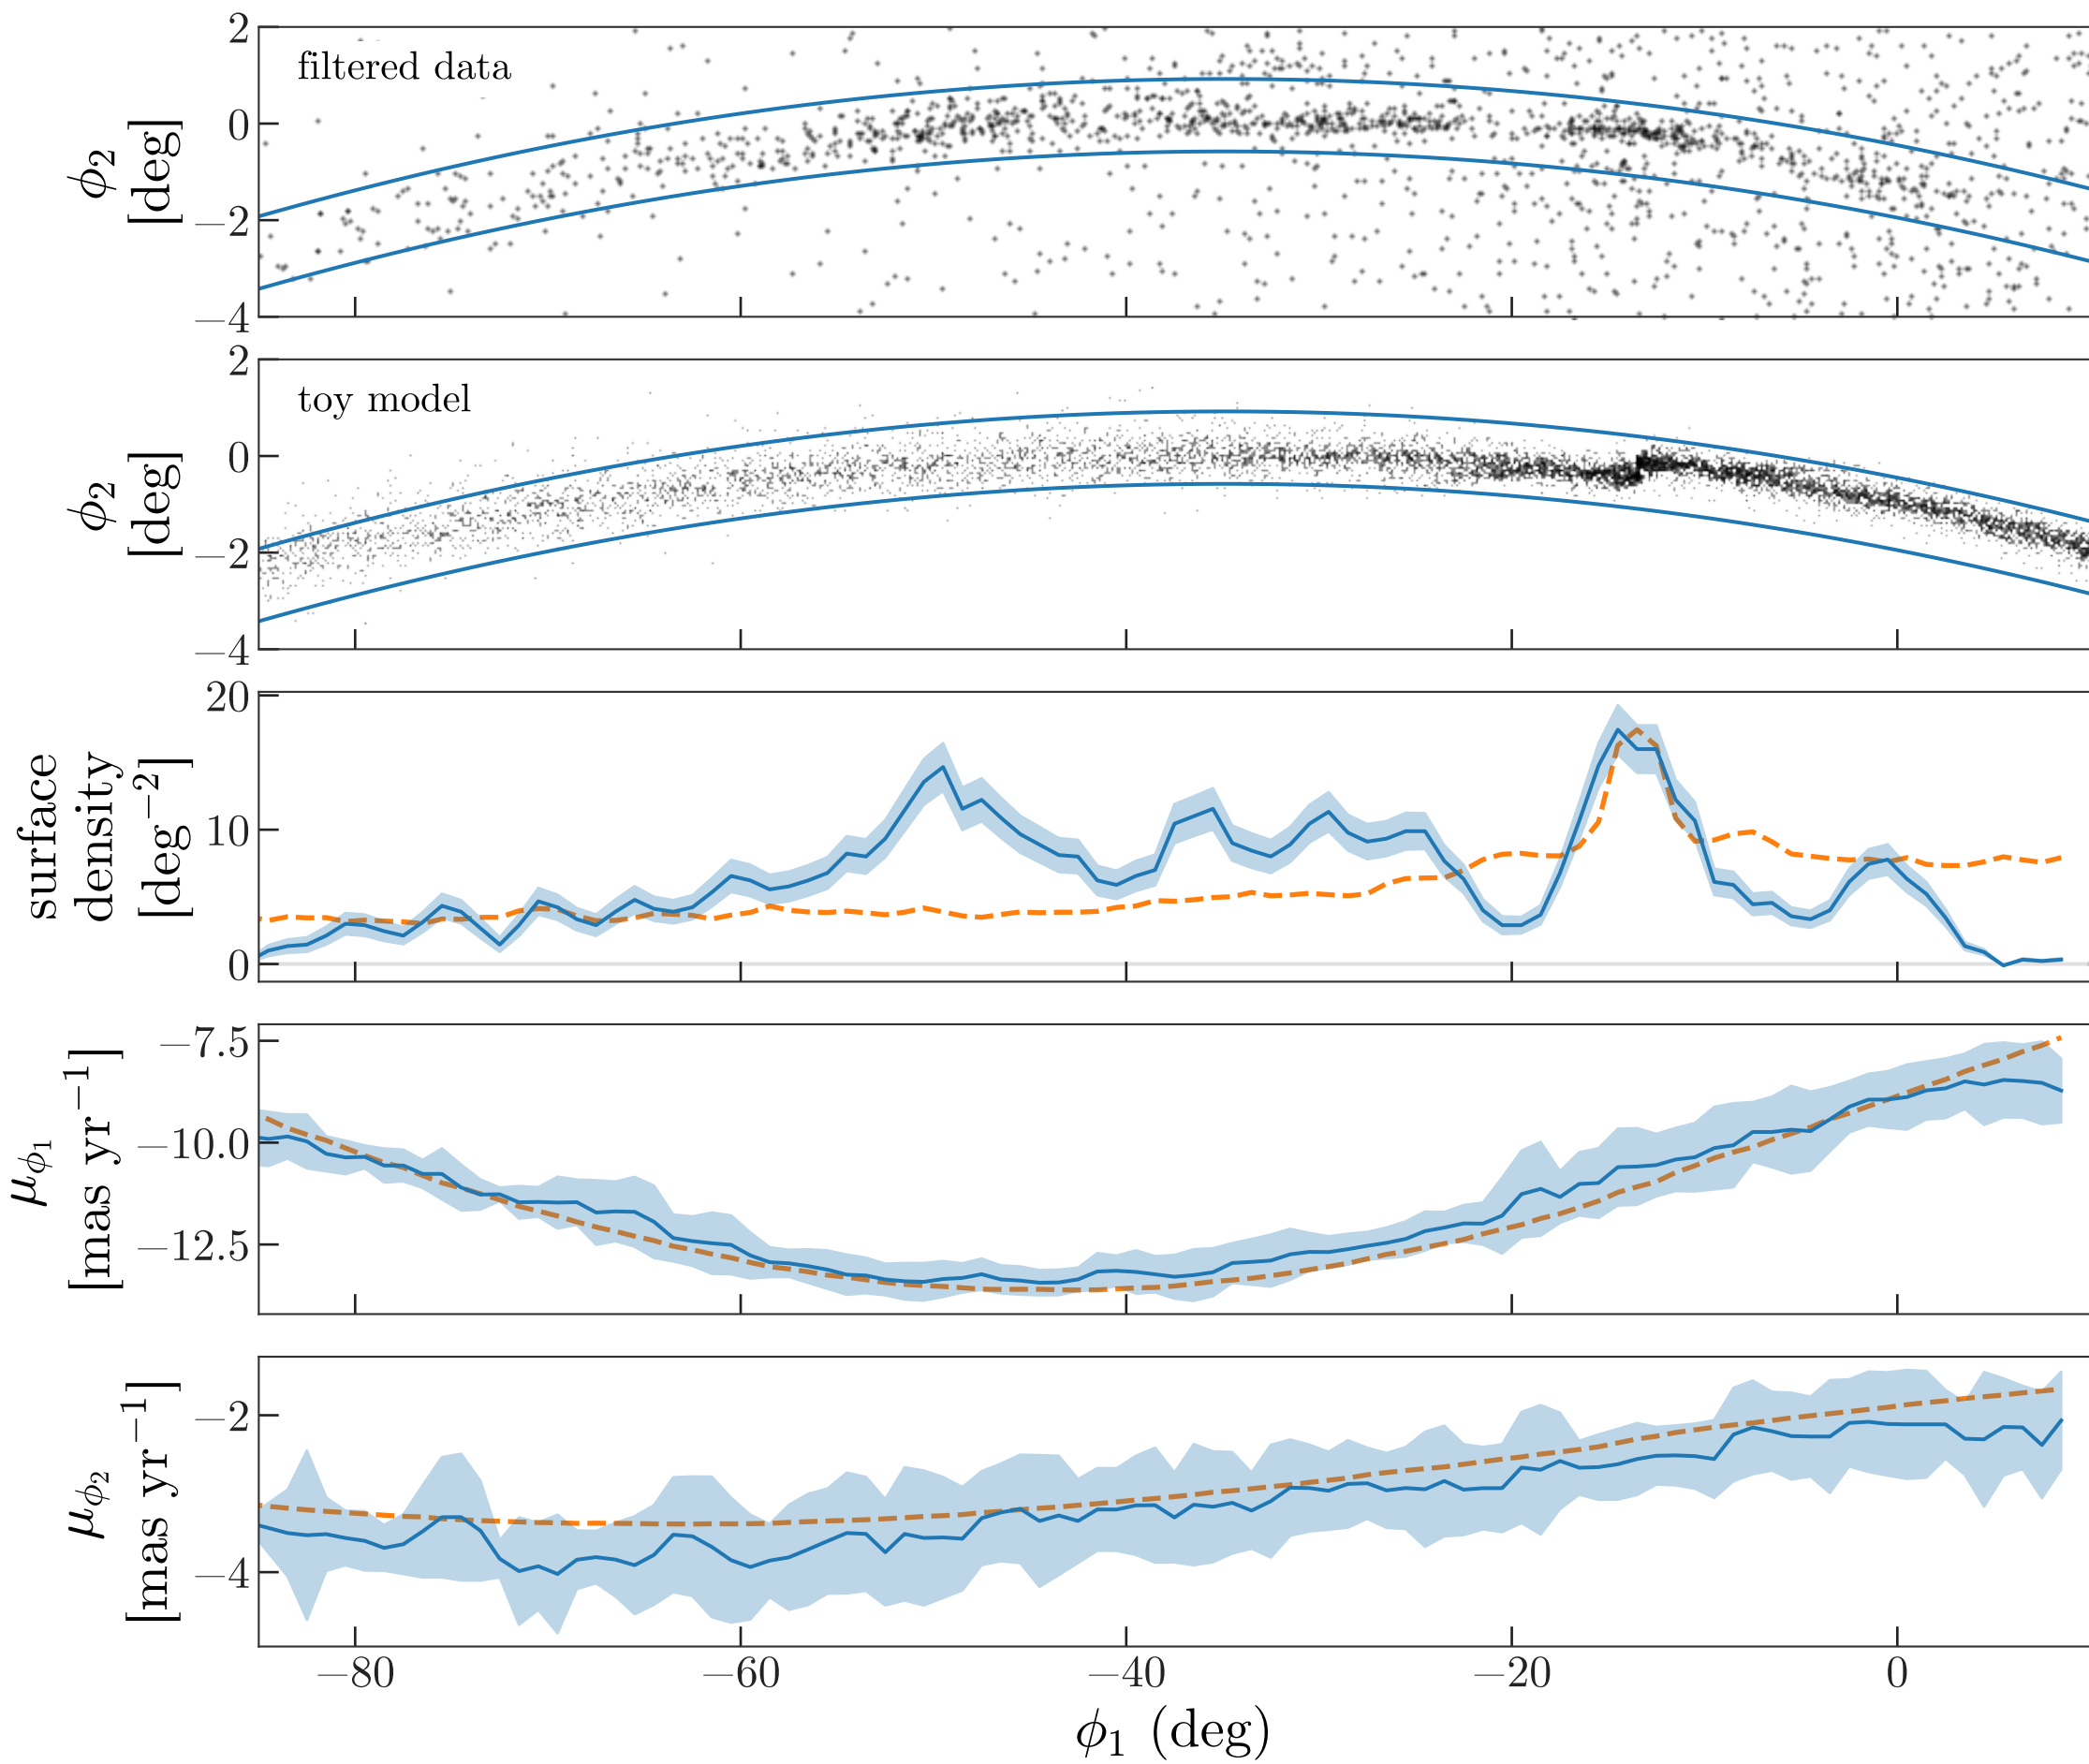 filtered data
2
0
−2
−4
ϕ2
[deg]
toy model
2
0
−2
−4
ϕ2
[deg]
20
10
0
surface
density
[deg−2]
−7.5
−10.0
−12.5
μϕ1
[mas yr−1]
−2
−4
μϕ2
[mas yr−1]
−80 −60 −40 −20 0
ϕ1 (deg)